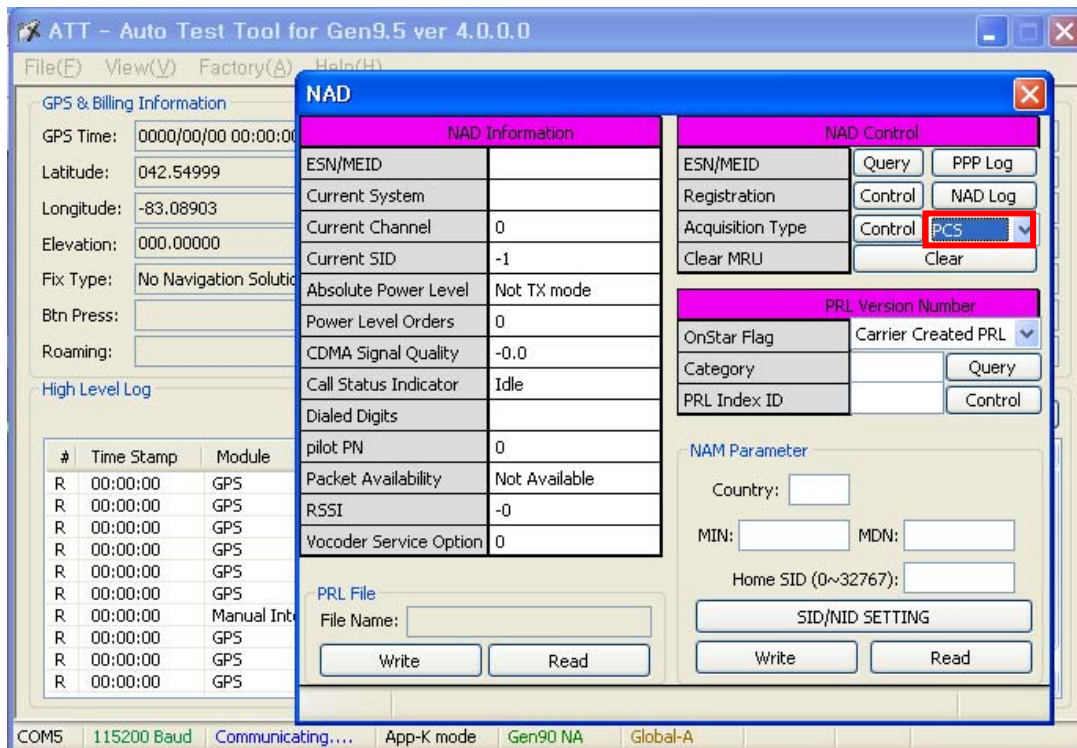 ATT - Auto Test Tool for Gen9.5 ver 4.0.0.0
File(F) View(V) Factory(A) Help(H)
GPS & Billing Information
GPS Time: 0000/00/00 00:00:00
Latitude: 042.54999
Longitude: -83.08903
Elevation: 000.00000
Fix Type: No Navigation
Btn Press:
Roaming:
High Level Log
# Time Stamp Module
R 00:00:00 GPS
R 00:00:00 GPS
R 00:00:00 GPS
R 00:00:00 GPS
R 00:00:00 GPS
R 00:00:00 GPS
R 00:00:00 Manual
R 00:00:00 GPS
R 00:00:00 GPS
R 00:00:00 GPS
NAD
NAD Information
ESN/MEID
Current System
Current Channel 0
Current SID -1
Absolute Power Level Not TX mode
Power Level Orders 0
CDMA Signal Quality -0.0
Call Status Indicator Idle
Dialed Digits
pilot PN 0
Packet Availability Not Available
RSSI -0
Vocoder Service Option 0
PRL File
File Name:
Write Read
NAD Control
ESN/MEID Query PPP Log
Registration Control NAD Log
Acquisition Type Control PCS
Clear MRU Clear
PRL Version Number
OnStar Flag Carrier Created PRL
Category Query
PRL Index ID Control
NAM Parameter
Country:
MIN: MDN:
Home SID (0~32767):
SID/NID SETTING
Write Read
COM5 115200 Baud Communicating.... App-K mode Gen90 NA Global-A